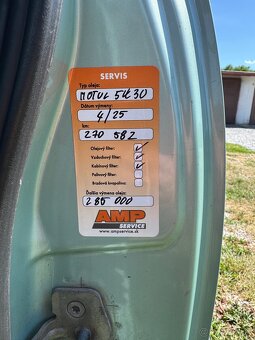 SERVIS
Typ oleja:
MOTUL 5W30
Dátum výmeny:
4/25
km:
270 582
Olejový filter:
Vzduchový filter:
Kabínový filter:
Palivový filter:
Brzdová kvapalina:
Ďalšia výmena oleja:
285 000
AMP
SERVICE
www.ampservice.sk